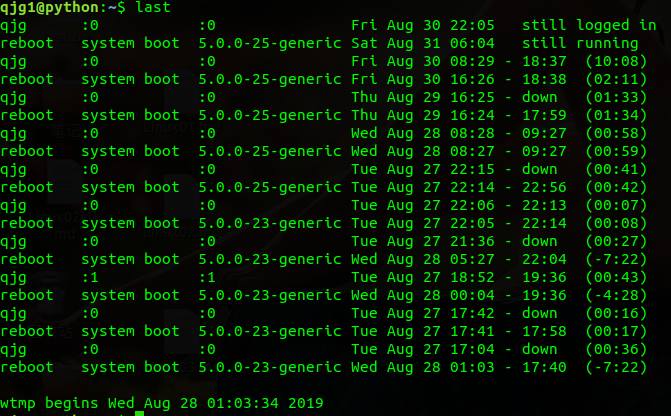 qjg1@python:~$ last
qjg      :0           :0               Fri Aug 30 22:05   still logged in
reboot   system boot  5.0.0-25-generic Sat Aug 31 06:04   still running
qjg      :0           :0               Fri Aug 30 08:29 - 18:37  (10:08)
reboot   system boot  5.0.0-25-generic Fri Aug 30 16:26 - 18:38  (02:11)
qjg      :0           :0               Thu Aug 29 16:25 - down   (01:33)
reboot   system boot  5.0.0-25-generic Thu Aug 29 16:24 - 17:59  (01:34)
qjg      :0           :0               Wed Aug 28 08:28 - 09:27  (00:58)
reboot   system boot  5.0.0-25-generic Wed Aug 28 08:27 - 09:27  (00:59)
qjg      :0           :0               Tue Aug 27 22:15 - down   (00:41)
reboot   system boot  5.0.0-25-generic Tue Aug 27 22:14 - 22:56  (00:42)
qjg      :0           :0               Tue Aug 27 22:06 - 22:13  (00:07)
reboot   system boot  5.0.0-23-generic Tue Aug 27 22:05 - 22:14  (00:08)
qjg      :0           :0               Tue Aug 27 21:36 - down   (00:27)
reboot   system boot  5.0.0-23-generic Wed Aug 28 05:27 - 22:04  (-7:22)
qjg      :1           :1               Tue Aug 27 18:52 - 19:36  (00:43)
reboot   system boot  5.0.0-23-generic Wed Aug 28 00:04 - 19:36  (-4:28)
qjg      :0           :0               Tue Aug 27 17:42 - down   (00:16)
reboot   system boot  5.0.0-23-generic Tue Aug 27 17:41 - 17:58  (00:17)
qjg      :0           :0               Tue Aug 27 17:04 - down   (00:36)
reboot   system boot  5.0.0-23-generic Wed Aug 28 01:03 - 17:40  (-7:22)

wtmp begins Wed Aug 28 01:03:34 2019